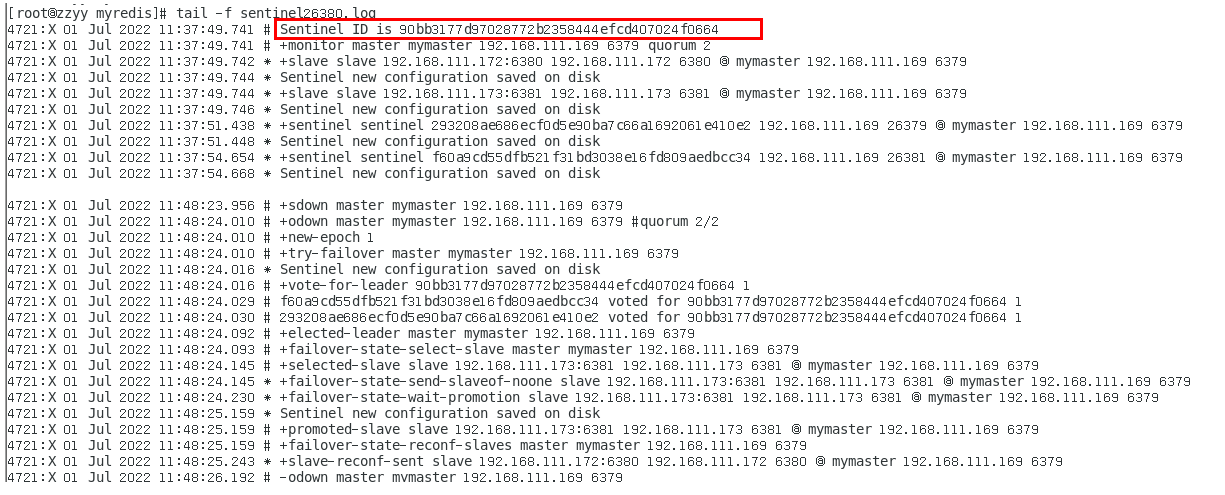 [root@zzyy myredis]# tail -f sentinel26380.log
4721:X 01 Jul 2022 11:37:49.741 # Sentinel ID is 90bb3177d97028772b2358444efcd407024f0664
4721:X 01 Jul 2022 11:37:49.741 # +monitor master mymaster 192.168.111.169 6379 quorum 2
4721:X 01 Jul 2022 11:37:49.742 * +slave slave 192.168.111.172:6380 192.168.111.172 6380 @ mymaster 192.168.111.169 6379
4721:X 01 Jul 2022 11:37:49.744 * Sentinel new configuration saved on disk
4721:X 01 Jul 2022 11:37:49.744 * +slave slave 192.168.111.173:6381 192.168.111.173 6381 @ mymaster 192.168.111.169 6379
4721:X 01 Jul 2022 11:37:49.746 * Sentinel new configuration saved on disk
4721:X 01 Jul 2022 11:37:51.438 * +sentinel sentinel 293208ae686ecf0d5e90ba7c66a1692061e410e2 192.168.111.169 26379 @ mymaster 192.168.111.169 6379
4721:X 01 Jul 2022 11:37:51.448 * Sentinel new configuration saved on disk
4721:X 01 Jul 2022 11:37:54.654 * +sentinel sentinel f60a9cd55dfb521f31bd3038e16fd809aedbcc34 192.168.111.169 26381 @ mymaster 192.168.111.169 6379
4721:X 01 Jul 2022 11:37:54.668 * Sentinel new configuration saved on disk
4721:X 01 Jul 2022 11:48:23.956 # +sdown master mymaster 192.168.111.169 6379
4721:X 01 Jul 2022 11:48:24.010 # +odown master mymaster 192.168.111.169 6379 #quorum 2/2
4721:X 01 Jul 2022 11:48:24.010 # +new-epoch 1
4721:X 01 Jul 2022 11:48:24.010 # +try-failover master mymaster 192.168.111.169 6379
4721:X 01 Jul 2022 11:48:24.016 * Sentinel new configuration saved on disk
4721:X 01 Jul 2022 11:48:24.016 # +vote-for-leader 90bb3177d97028772b2358444efcd407024f0664 1
4721:X 01 Jul 2022 11:48:24.029 # f60a9cd55dfb521f31bd3038e16fd809aedbcc34 voted for 90bb3177d97028772b2358444efcd407024f0664 1
4721:X 01 Jul 2022 11:48:24.030 # 293208ae686ecf0d5e90ba7c66a1692061e410e2 voted for 90bb3177d97028772b2358444efcd407024f0664 1
4721:X 01 Jul 2022 11:48:24.092 # +elected-leader master mymaster 192.168.111.169 6379
4721:X 01 Jul 2022 11:48:24.093 # +failover-state-select-slave master mymaster 192.168.111.169 6379
4721:X 01 Jul 2022 11:48:24.145 # +selected-slave slave 192.168.111.173:6381 192.168.111.173 6381 @ mymaster 192.168.111.169 6379
4721:X 01 Jul 2022 11:48:24.145 * +failover-state-send-slaveof-noone slave 192.168.111.173:6381 192.168.111.173 6381 @ mymaster 192.168.111.169 6379
4721:X 01 Jul 2022 11:48:24.230 * +failover-state-wait-promotion slave 192.168.111.173:6381 192.168.111.173 6381 @ mymaster 192.168.111.169 6379
4721:X 01 Jul 2022 11:48:25.159 * Sentinel new configuration saved on disk
4721:X 01 Jul 2022 11:48:25.159 # +promoted-slave slave 192.168.111.173:6381 192.168.111.173 6381 @ mymaster 192.168.111.169 6379
4721:X 01 Jul 2022 11:48:25.159 # +failover-state-reconf-slaves master mymaster 192.168.111.169 6379
4721:X 01 Jul 2022 11:48:25.243 * +slave-reconf-sent slave 192.168.111.172:6380 192.168.111.172 6380 @ mymaster 192.168.111.169 6379
4721:X 01 Jul 2022 11:48:26.192 # -odown master mymaster 192.168.111.169 6379